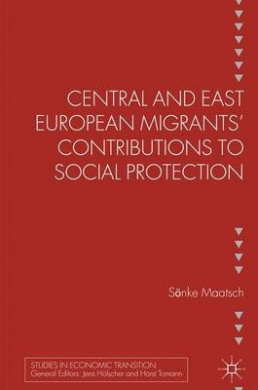 CENTRAL AND EAST
EUROPEAN MIGRANTS'
CONTRIBUTIONS TO
SOCIAL PROTECTION
Sönke Maatsch
STUDIES IN ECONOMIC TRANSITION
General Editors: Jens Hölscher and Horst Tomann